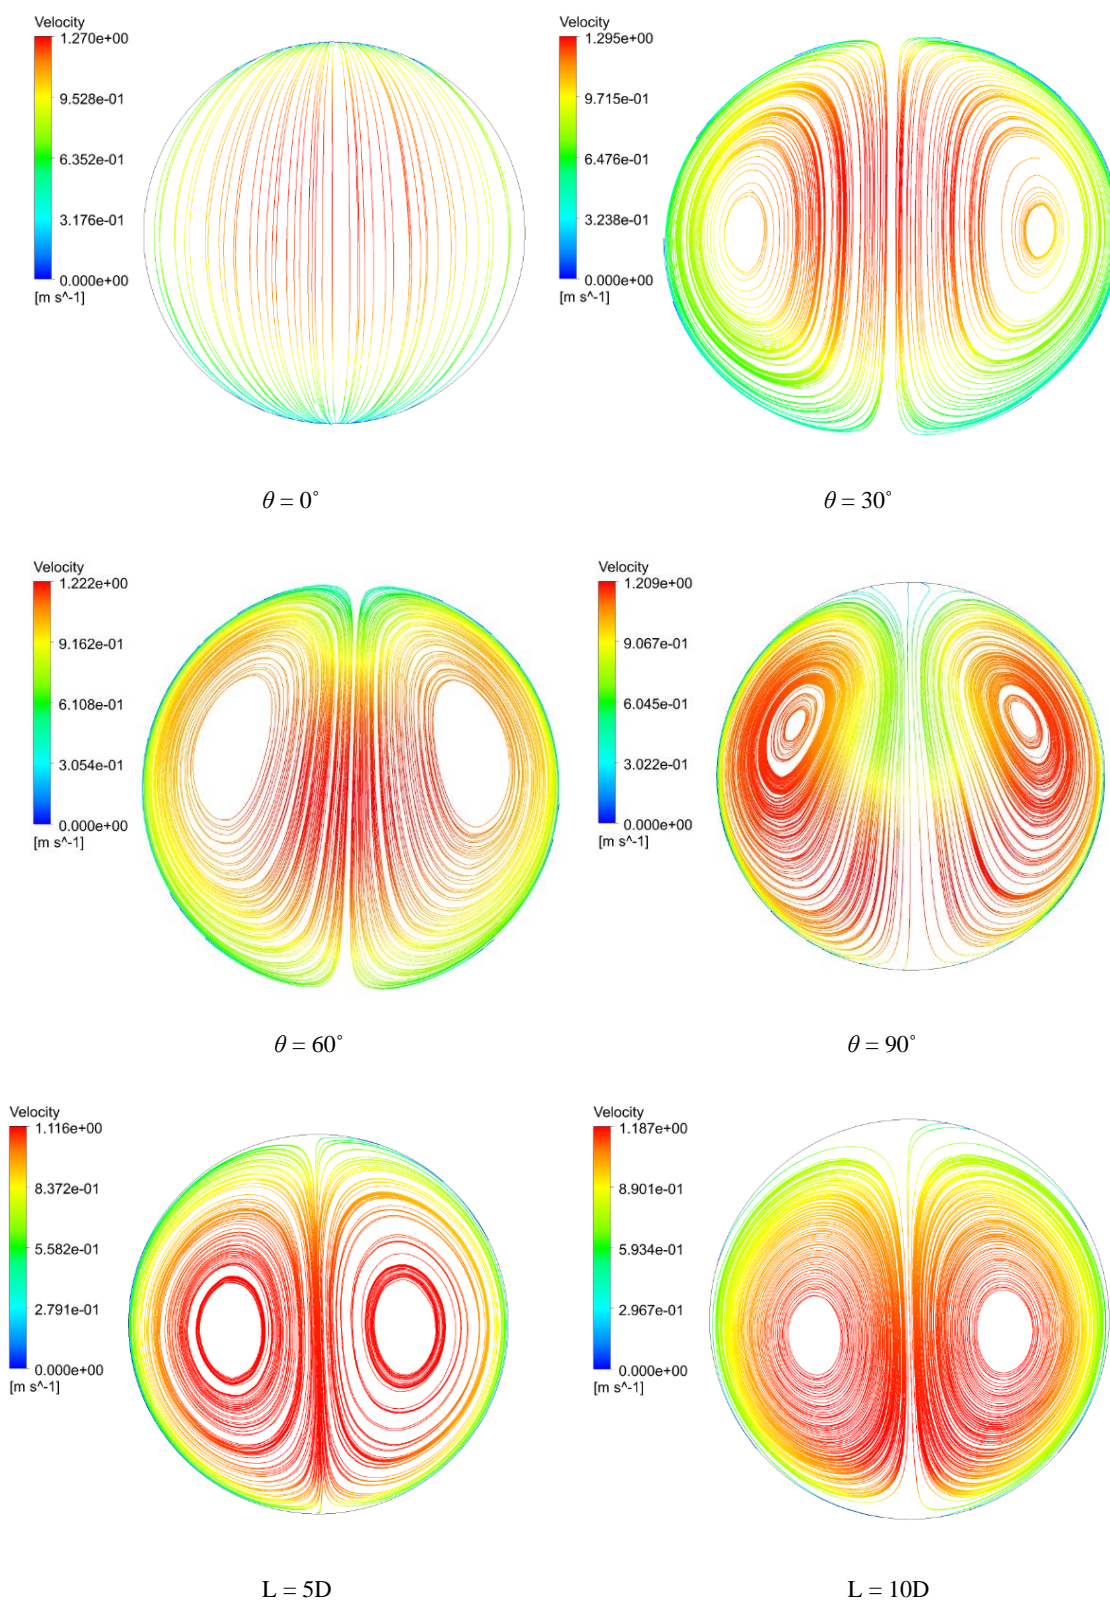 Velocity
1.270e+00
9.528e-01
6.352e-01
3.176e-01
0.000e+00
[m s^-1]
θ = 0°
Velocity
1.295e+00
9.715e-01
6.476e-01
3.238e-01
0.000e+00
[m s^-1]
θ = 30°
Velocity
1.222e+00
9.162e-01
6.108e-01
3.054e-01
0.000e+00
[m s^-1]
θ = 60°
Velocity
1.209e+00
9.067e-01
6.045e-01
3.022e-01
0.000e+00
[m s^-1]
θ = 90°
Velocity
1.116e+00
8.372e-01
5.582e-01
2.791e-01
0.000e+00
[m s^-1]
L = 5D
Velocity
1.187e+00
8.901e-01
5.934e-01
2.967e-01
0.000e+00
[m s^-1]
L = 10D